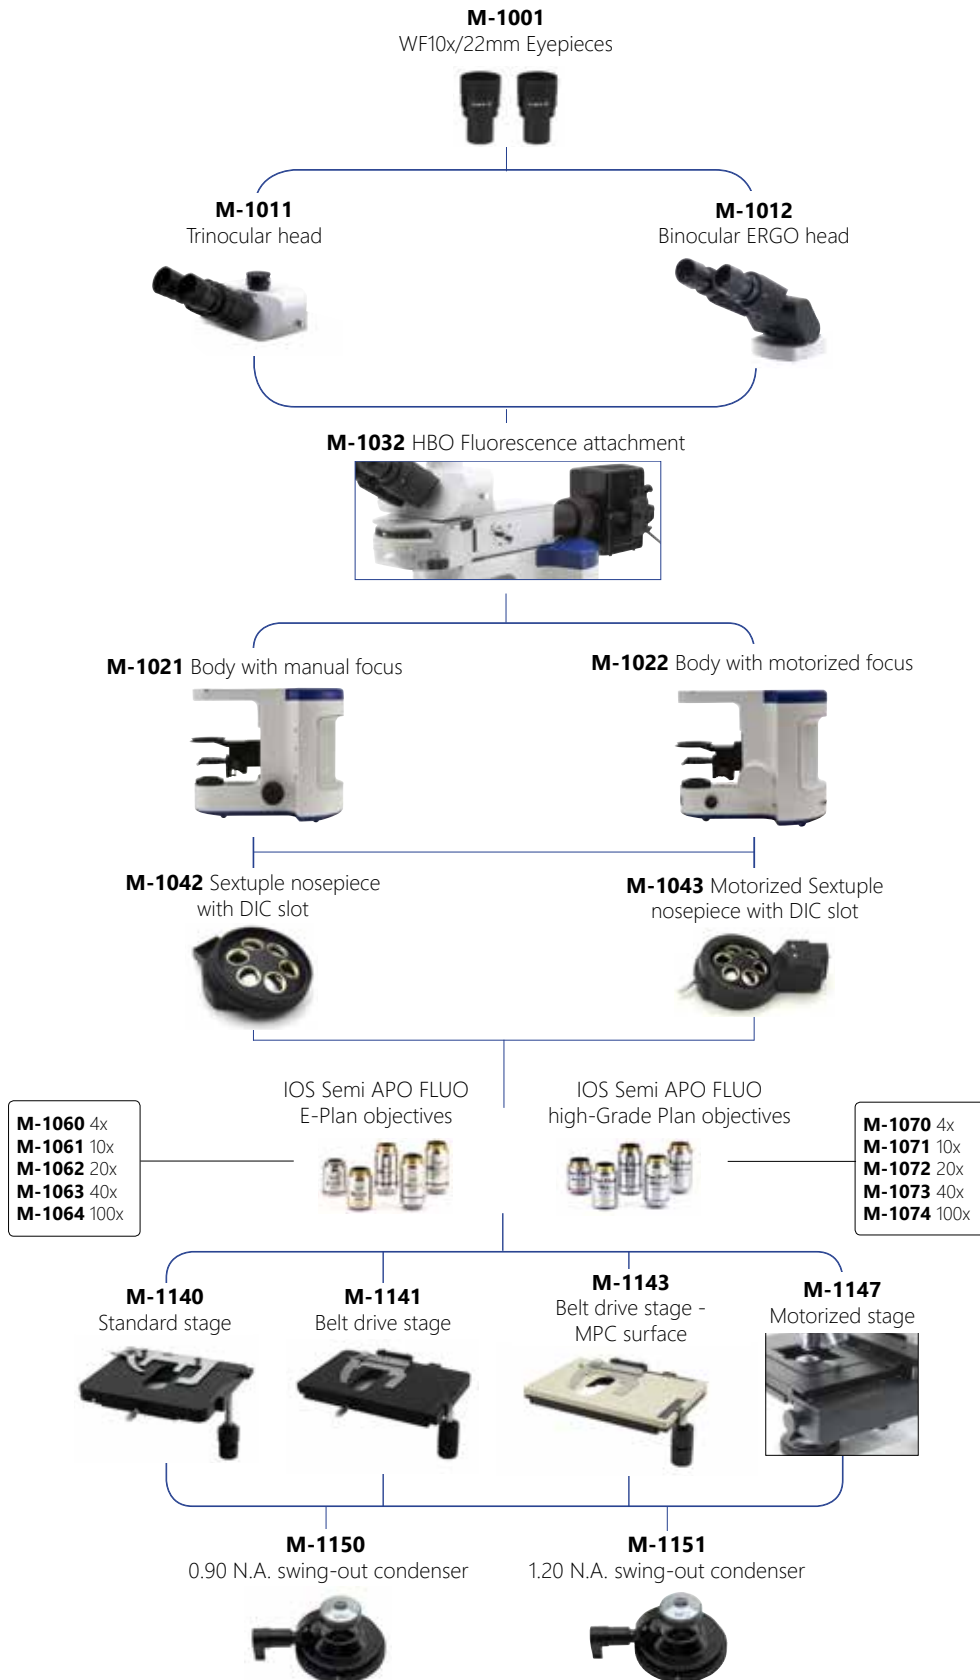 M-1001
WF10x/22mm Eyepieces
M-1011
Trinocular head
M-1012
Binocular ERGO head
M-1032 HBO Fluorescence attachment
M-1021 Body with manual focus
M-1022 Body with motorized focus
M-1042 Sextuple nosepiece
with DIC slot
M-1043 Motorized Sextuple
nosepiece with DIC slot
IOS Semi APO FLUO
E-Plan objectives
IOS Semi APO FLUO
high-Grade Plan objectives
M-1060 4x
M-1061 10x
M-1062 20x
M-1063 40x
M-1064 100x
M-1070 4x
M-1071 10x
M-1072 20x
M-1073 40x
M-1074 100x
M-1140
Standard stage
M-1141
Belt drive stage
M-1143
Belt drive stage -
MPC surface
M-1147
Motorized stage
M-1150
0.90 N.A. swing-out condenser
M-1151
1.20 N.A. swing-out condenser